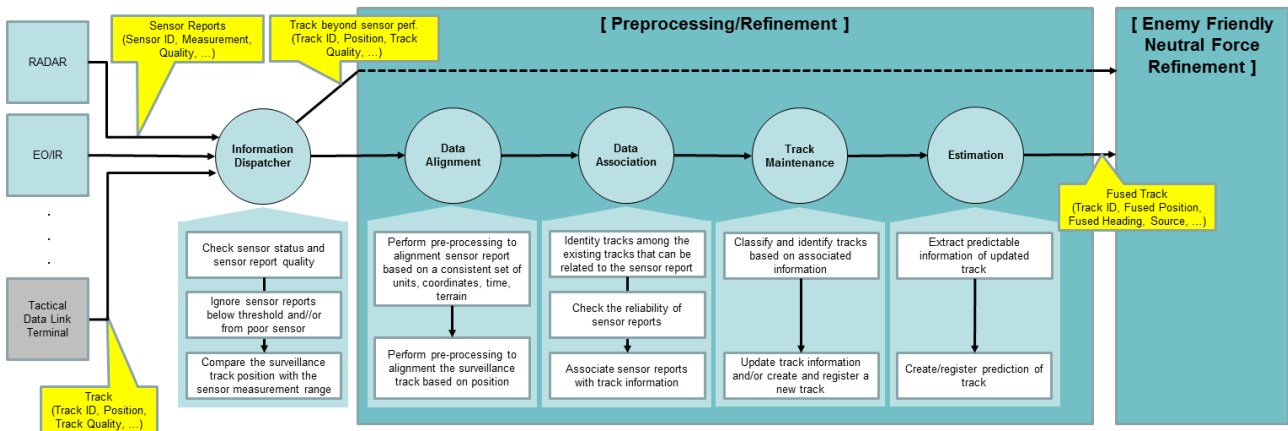 Sensor Reports
(Sensor ID, Measurement,
Quality, …)
Track beyond sensor perf.
(Track ID, Position, Track
Quality, …)
[ Preprocessing/Refinement ]
[ Enemy Friendly
Neutral Force
Refinement ]
RADAR
EO/IR
.
.
.
Tactical
Data Link
Terminal
Information
Dispatcher
Data
Alignment
Data
Association
Track
Maintenance
Estimation
Fused Track
(Track ID, Fused Position,
Fused Heading, Source, …)
Check sensor status and
sensor report quality
Ignore sensor reports
below threshold and//or
from poor sensor
Compare the surveillance
track position with the
sensor measurement range
Perform pre-processing to
alignment sensor report
based on a consistent set of
units, coordinates, time,
terrain
Perform pre-processing to
alignment the surveillance
track based on position
Identity tracks among the
existing tracks that can be
related to the sensor report
Check the reliability of
sensor reports
Associate sensor reports
with track information
Classify and identify tracks
based on associated
information
Update track information
and/or create and register a
new track
Extract predictable
information of updated
track
Create/register prediction of
track
Track
(Track ID, Position,
Track Quality, …)